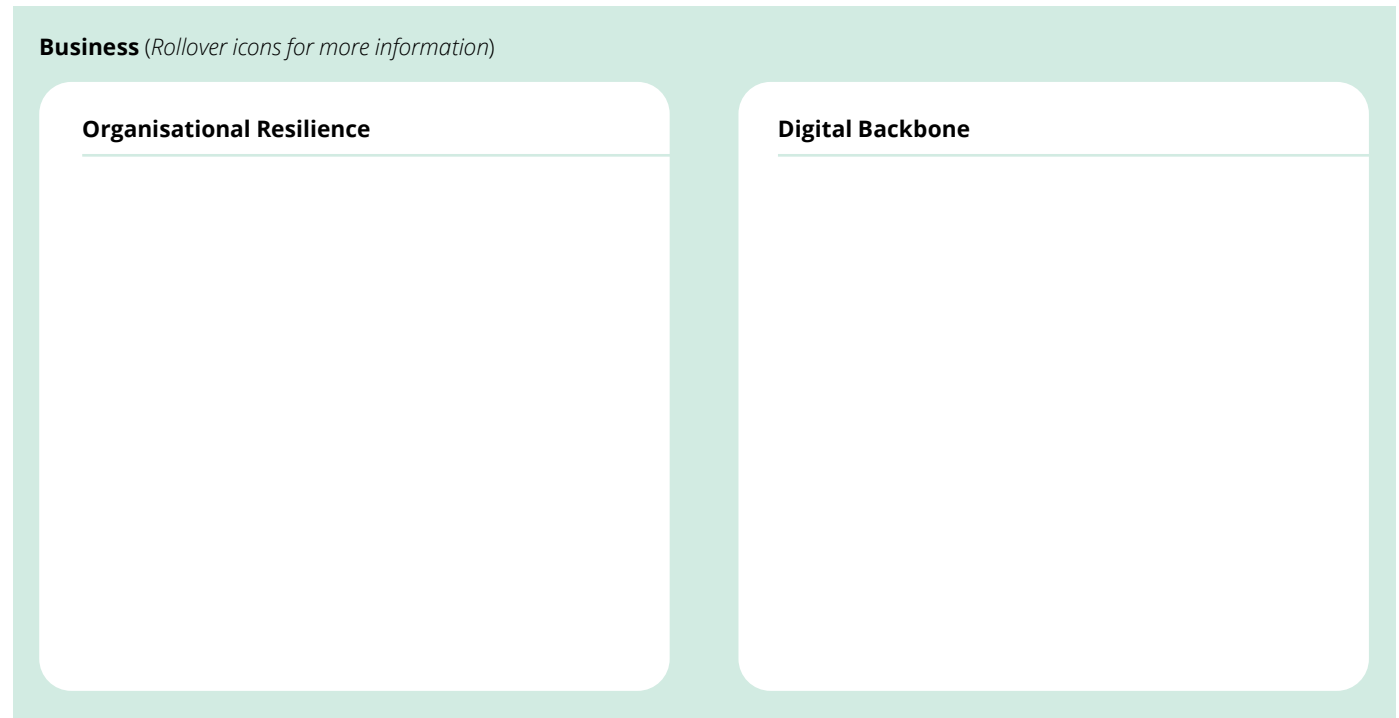 Business (Rollover icons for more information)
Organisational Resilience
Digital Backbone